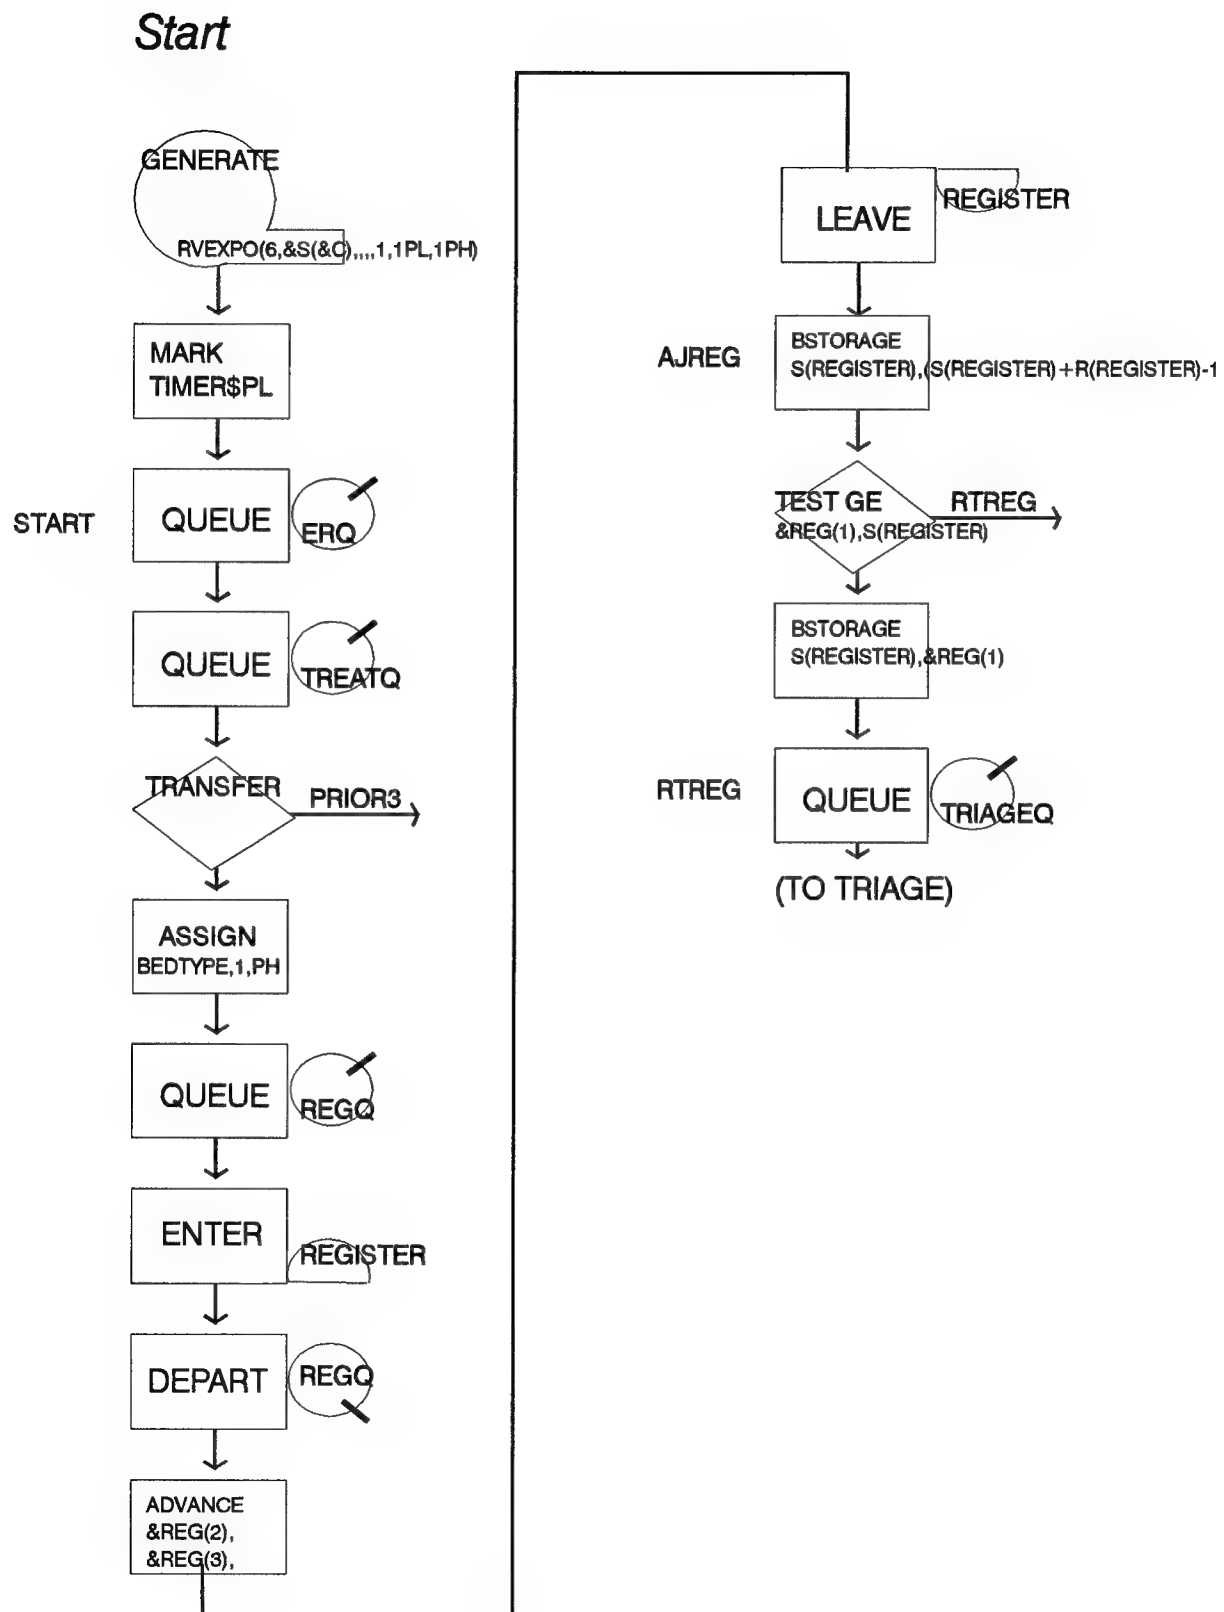 Start
GENERATE
RVEXPO(6,&S(&C),,,,1,1PL,1PH)
MARK
TIMER$PL
START
QUEUE
ERQ
QUEUE
TREATQ
TRANSFER
PRIOR3
ASSIGN
BEDTYPE,1,PH
QUEUE
REGQ
ENTER
REGISTER
DEPART
REGQ
ADVANCE
&REG(2),
&REG(3),
LEAVE
REGISTER
AJREG
BSTORAGE
S(REGISTER),(S(REGISTER)+R(REGISTER)-1
TEST GE
&REG(1),S(REGISTER)
RTREG
BSTORAGE
S(REGISTER),&REG(1)
RTREG
QUEUE
TRIAGEQ
(TO TRIAGE)